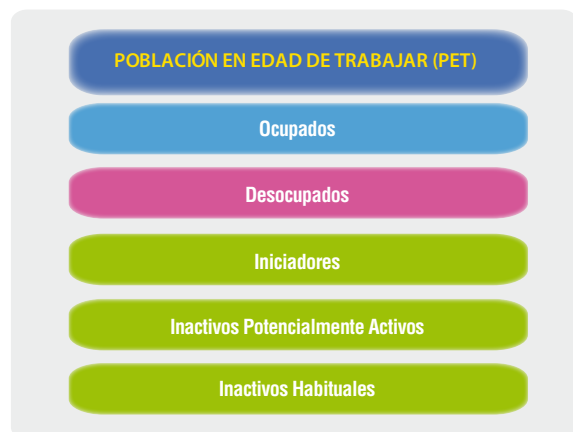 POBLACIÓN EN EDAD DE TRABAJAR (PET)
Ocupados
Desocupados
Iniciadores
Inactivos Potencialmente Activos
Inactivos Habituales